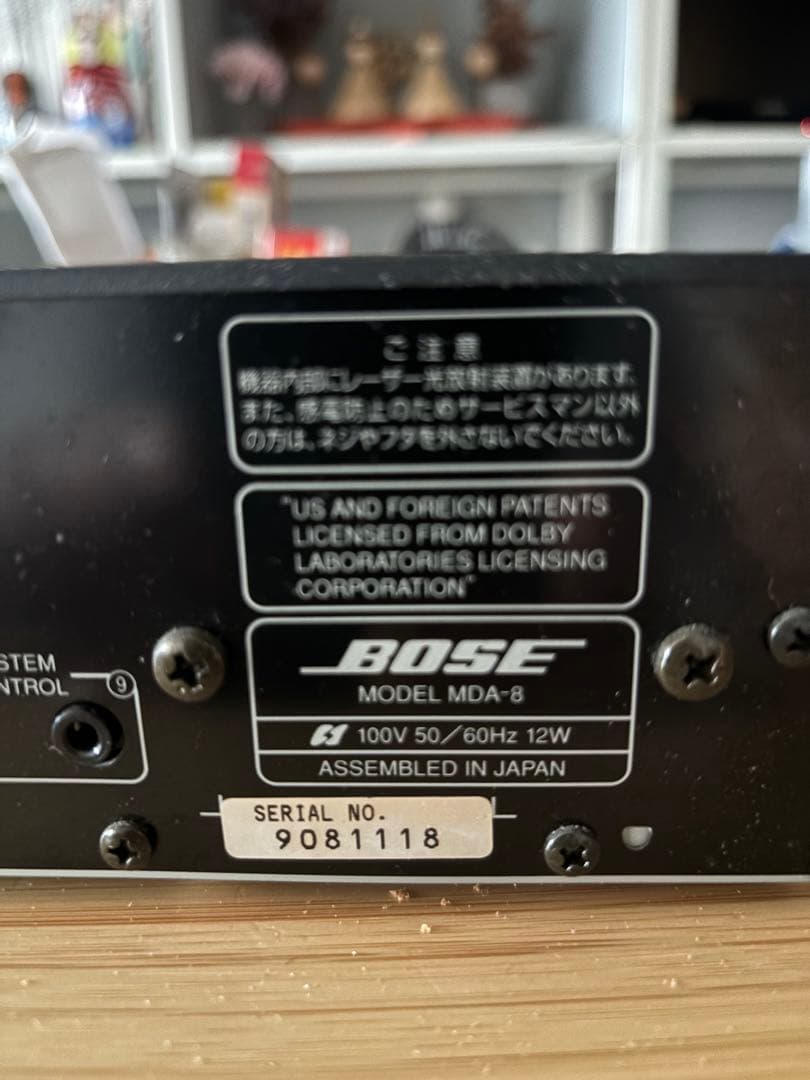 ご注意
機器内部にレーザー光放射装置があります。
また、感電防止のためサービスマン以外
の方は、ネジやフタを外さないでください。
"US AND FOREIGN PATENTS
LICENSED FROM DOLBY
LABORATORIES LICENSING
CORPORATION"
STEM
NTROL
9
BOSE
MODEL MDA-8
100V 50/60Hz 12W
ASSEMBLED IN JAPAN
SERIAL NO.
9081118